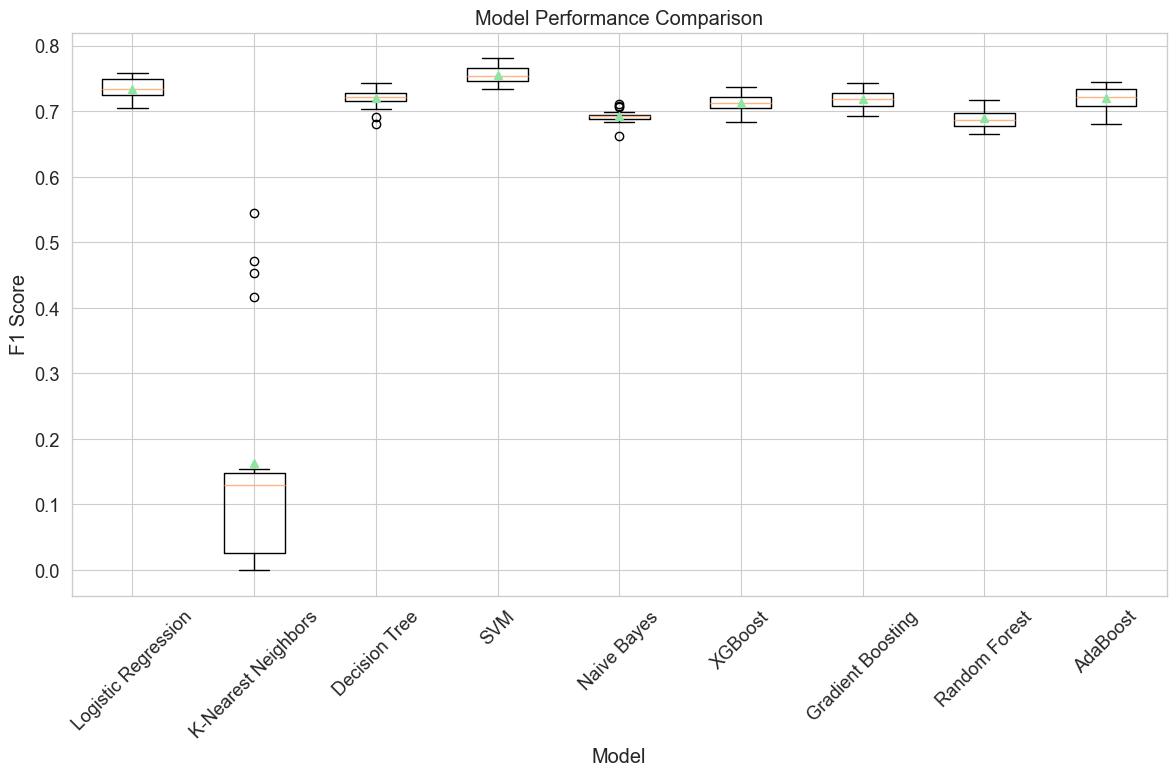 Model Performance Comparison
0.8
0.7
0.6
0.5
0.4
0.3
0.2
0.1
0.0
F1 Score
Logistic Regression
K-Nearest Neighbors
Decision Tree
SVM
Naive Bayes
XGBoost
Gradient Boosting
Random Forest
AdaBoost
Model